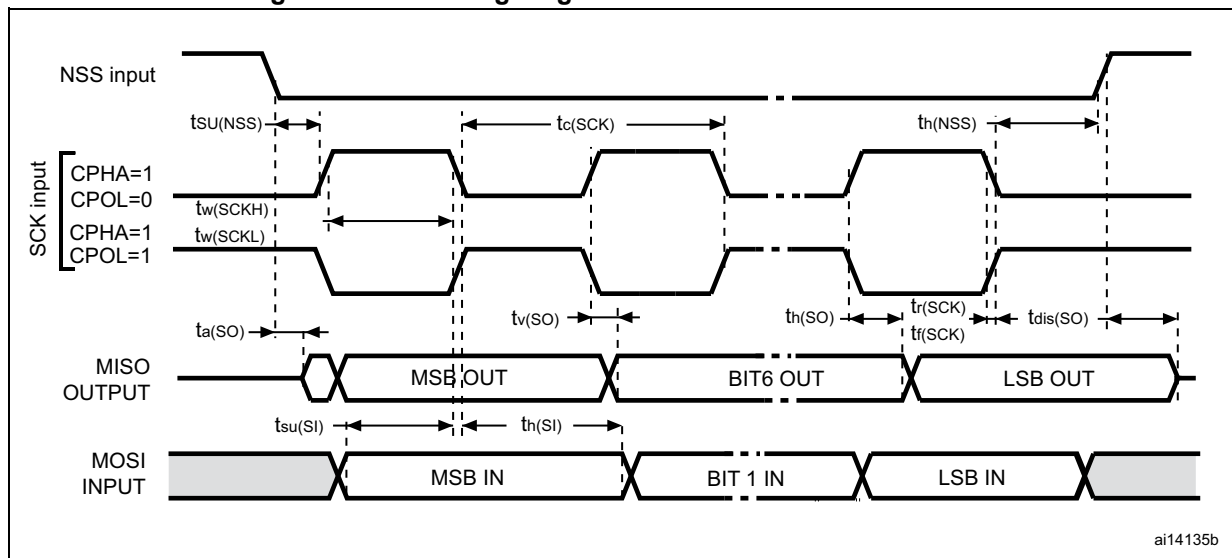 NSS input
tSU(NSS)
tc(SCK)
th(NSS)
SCK input
CPHA=1
CPOL=0
tw(SCKH)
CPHA=1
tw(SCKL)
CPOL=1
ta(SO)
tv(SO)
th(SO)
tr(SCK)
tf(SCK)
tdis(SO)
MISO
OUTPUT
MSB OUT
BIT6 OUT
LSB OUT
tsu(SI)
th(SI)
MOSI
INPUT
MSB IN
BIT 1 IN
LSB IN
ai14135b